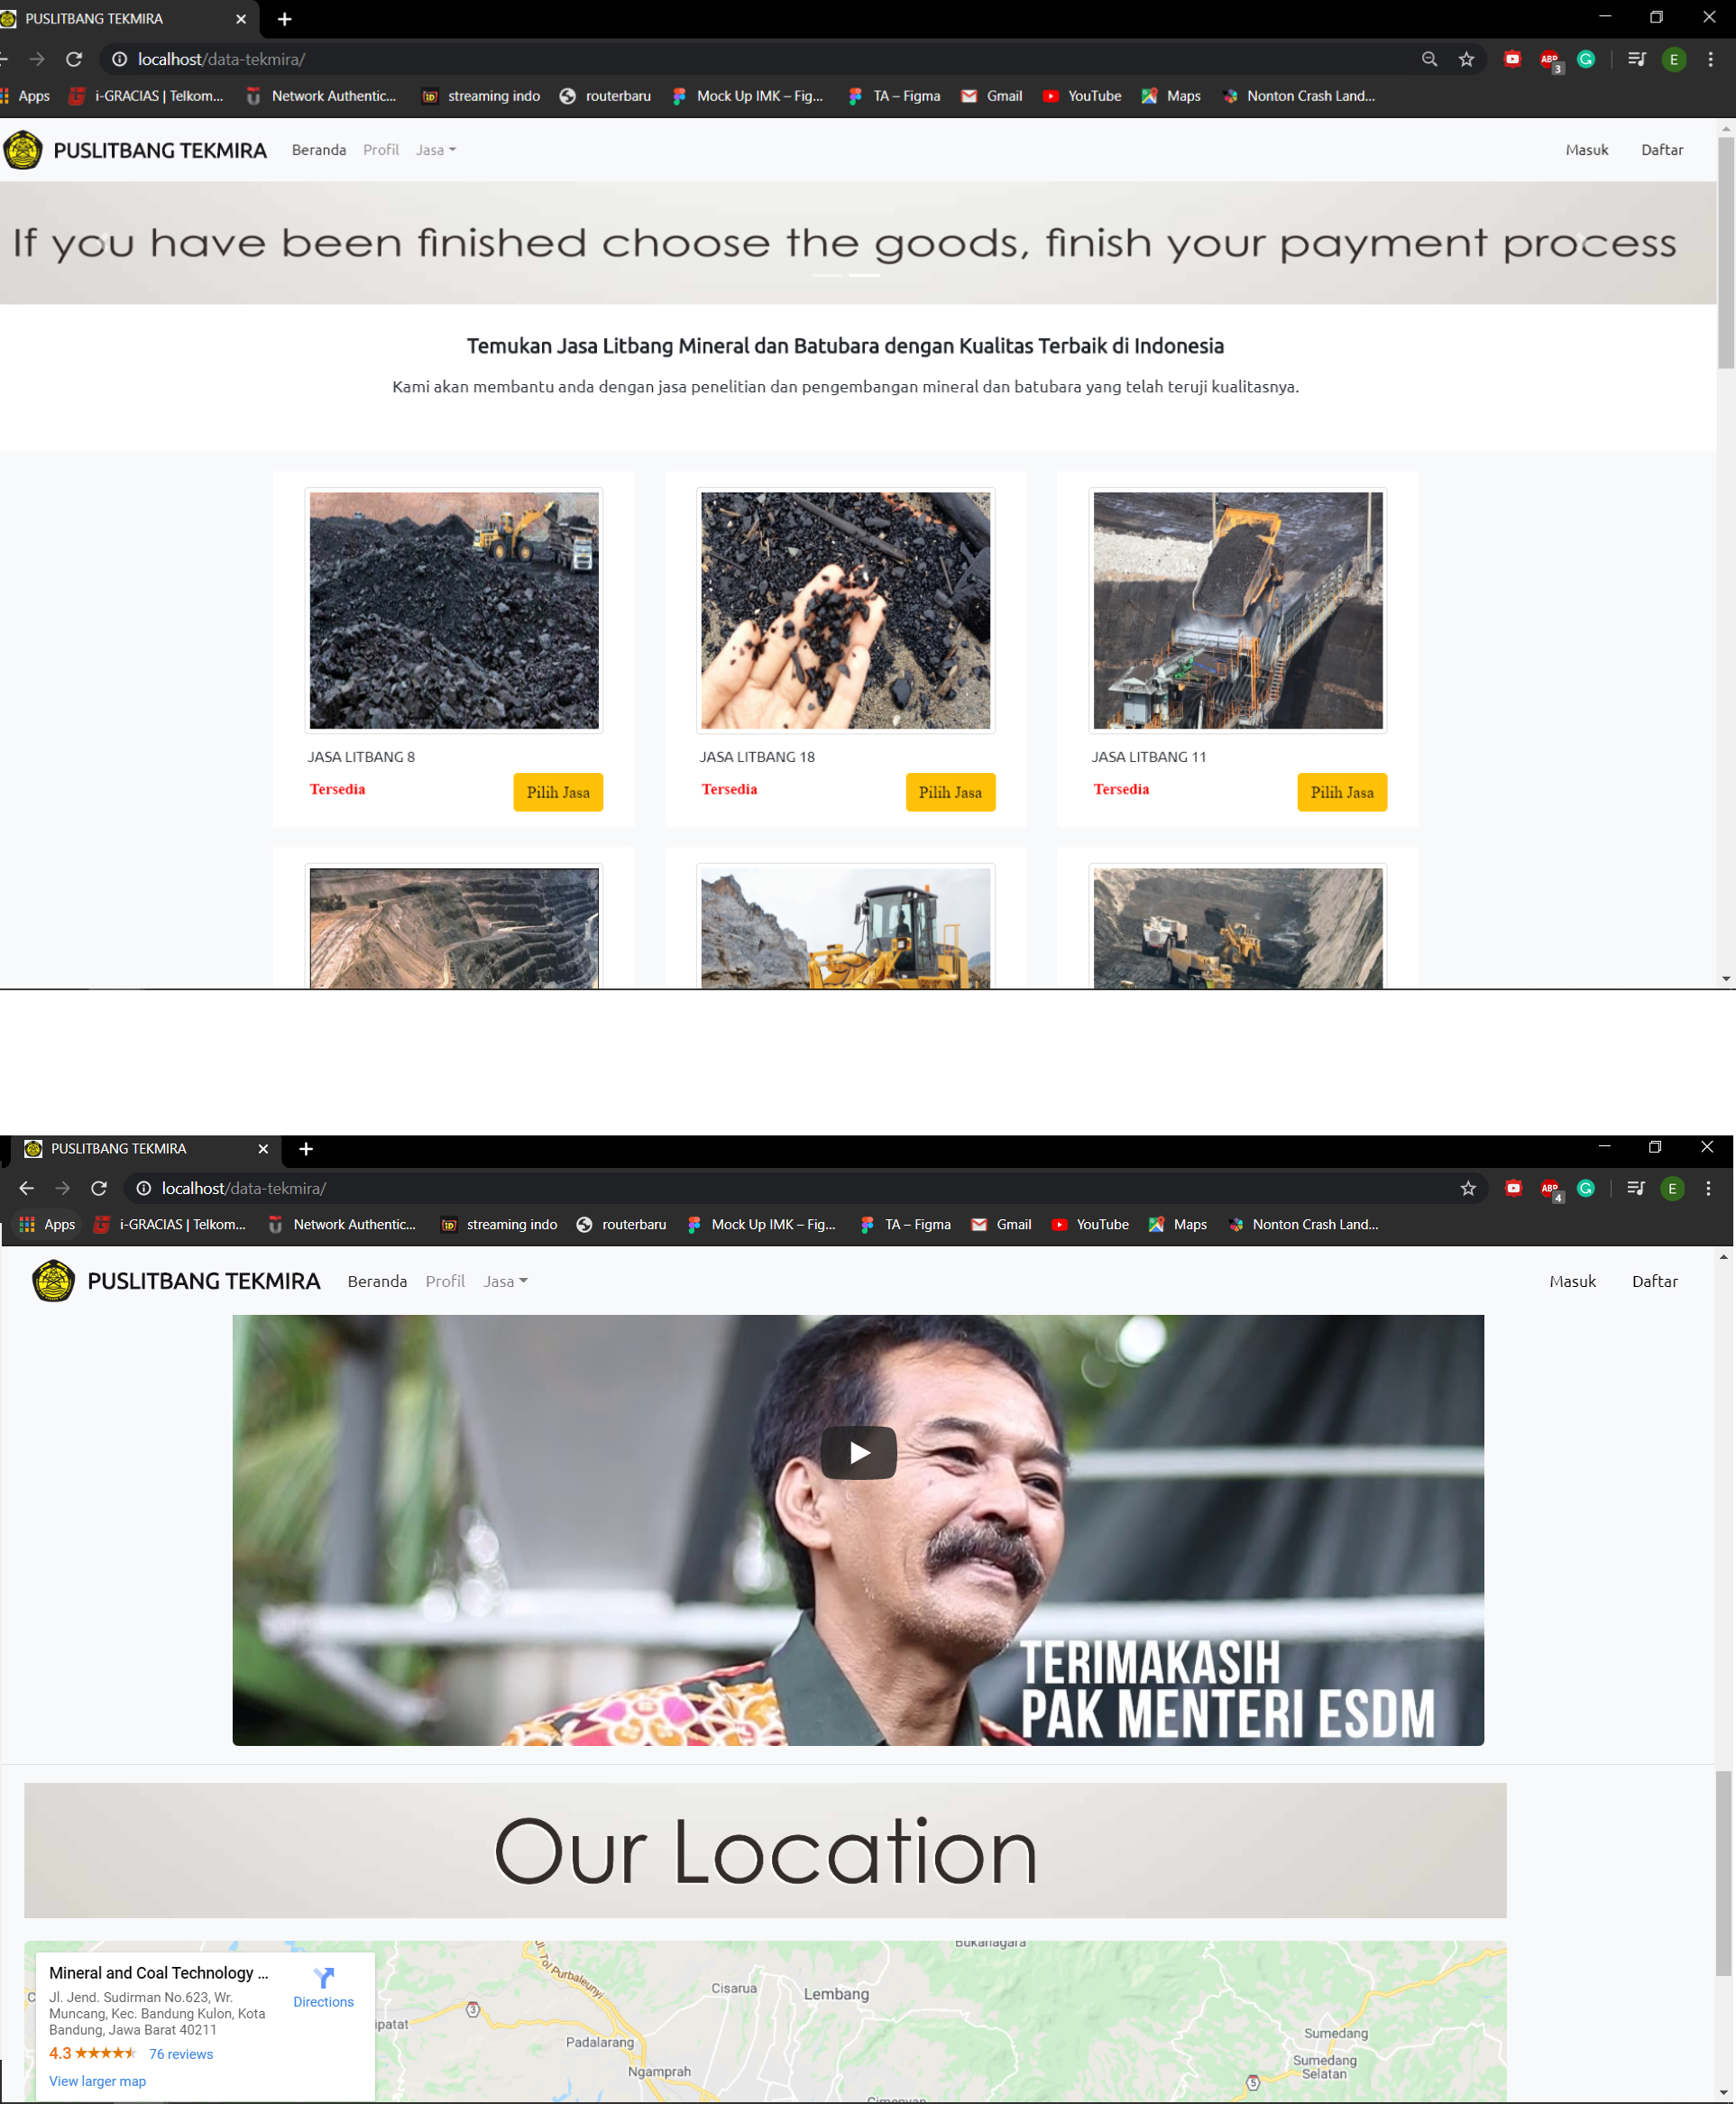 PUSLITBANG TEKMIRA
localhost/data-tekmira/
ABP 3
E
Apps i-GRACIAS | Telkom... Network Authentic... streaming indo routerbaru Mock Up IMK – Fig... TA – Figma Gmail YouTube Maps Nonton Crash Land...
PUSLITBANG TEKMIRA Beranda Profil Jasa Masuk Daftar
If you have been finished choose the goods, finish your payment process
Temukan Jasa Litbang Mineral dan Batubara dengan Kualitas Terbaik di Indonesia
Kami akan membantu anda dengan jasa penelitian dan pengembangan mineral dan batubara yang telah teruji kualitasnya.
JASA LITBANG 8
Tersedia Pilih Jasa
JASA LITBANG 18
Tersedia Pilih Jasa
JASA LITBANG 11
Tersedia Pilih Jasa
PUSLITBANG TEKMIRA
localhost/data-tekmira/
ABP 4
E
Apps i-GRACIAS | Telkom... Network Authentic... streaming indo routerbaru Mock Up IMK – Fig... TA – Figma Gmail YouTube Maps Nonton Crash Land...
PUSLITBANG TEKMIRA Beranda Profil Jasa Masuk Daftar
TERIMAKASIH
PAK MENTERI ESDM
Our Location
Mineral and Coal Technology ...
Jl. Jend. Sudirman No.623, Wr.
Muncang, Kec. Bandung Kulon, Kota
Bandung, Jawa Barat 40211
4.3 76 reviews
View larger map
Directions
Jl. Tol Purbaleunyi
Cisarua
Lembang
3
ipatat
Padalarang
Ngamprah
Sumedang
Sumedang
Selatan
5